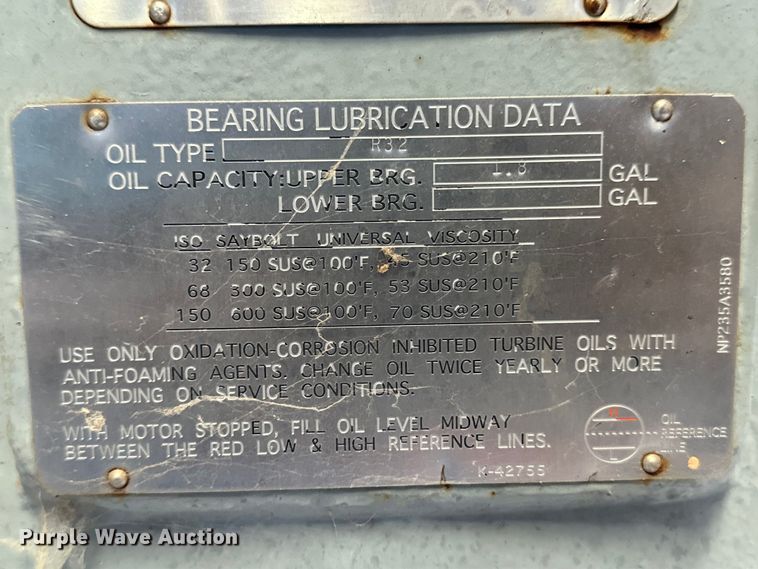 BEARING LUBRICATION DATA
OIL TYPE R32
OIL CAPACITY:UPPER BRG. 1.8 GAL
LOWER BRG. GAL
ISO SAYBOLT UNIVERSAL VISCOSITY
32 150 SUS@100°F, 45 SUS@210°F
68 300 SUS@100°F, 53 SUS@210°F
150 600 SUS@100°F, 70 SUS@210°F
USE ONLY OXIDATION-CORROSION INHIBITED TURBINE OILS WITH
ANTI-FOAMING AGENTS. CHANGE OIL TWICE YEARLY OR MORE
DEPENDING ON SERVICE CONDITIONS.
WITH MOTOR STOPPED, FILL OIL LEVEL MIDWAY
BETWEEN THE RED LOW & HIGH REFERENCE LINES.
H
L
OIL
REFERENCE
LINE
K-42755
NP235A3580
Purple Wave Auction